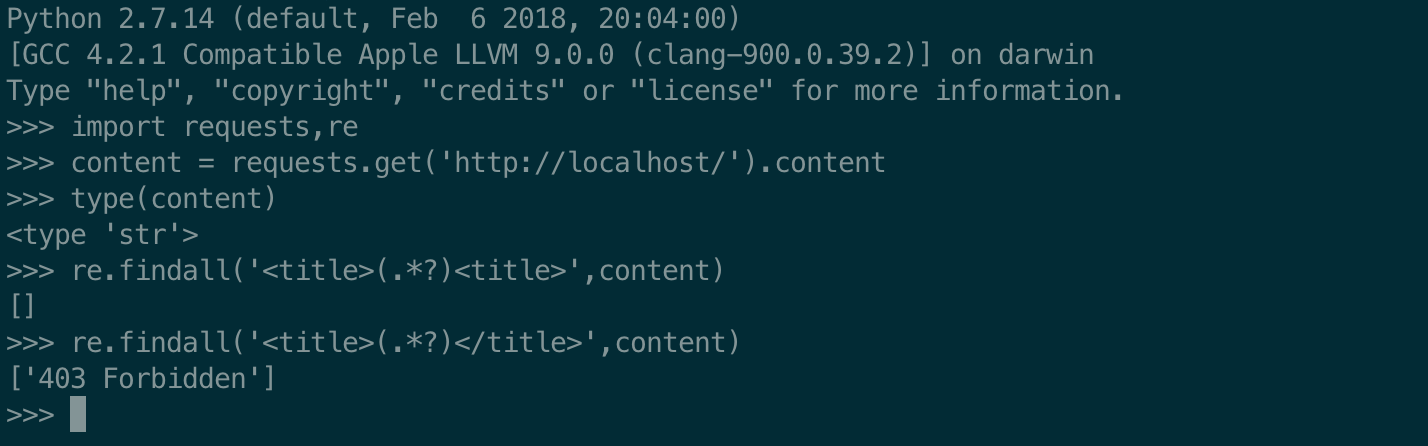 Python 2.7.14 (default, Feb  6 2018, 20:04:00)
[GCC 4.2.1 Compatible Apple LLVM 9.0.0 (clang-900.0.39.2)] on darwin
Type "help", "copyright", "credits" or "license" for more information.
>>> import requests,re
>>> content = requests.get('http://localhost/').content
>>> type(content)
<type 'str'>
>>> re.findall('<title>(.*?)<title>',content)
[]
>>> re.findall('<title>(.*?)</title>',content)
['403 Forbidden']
>>>